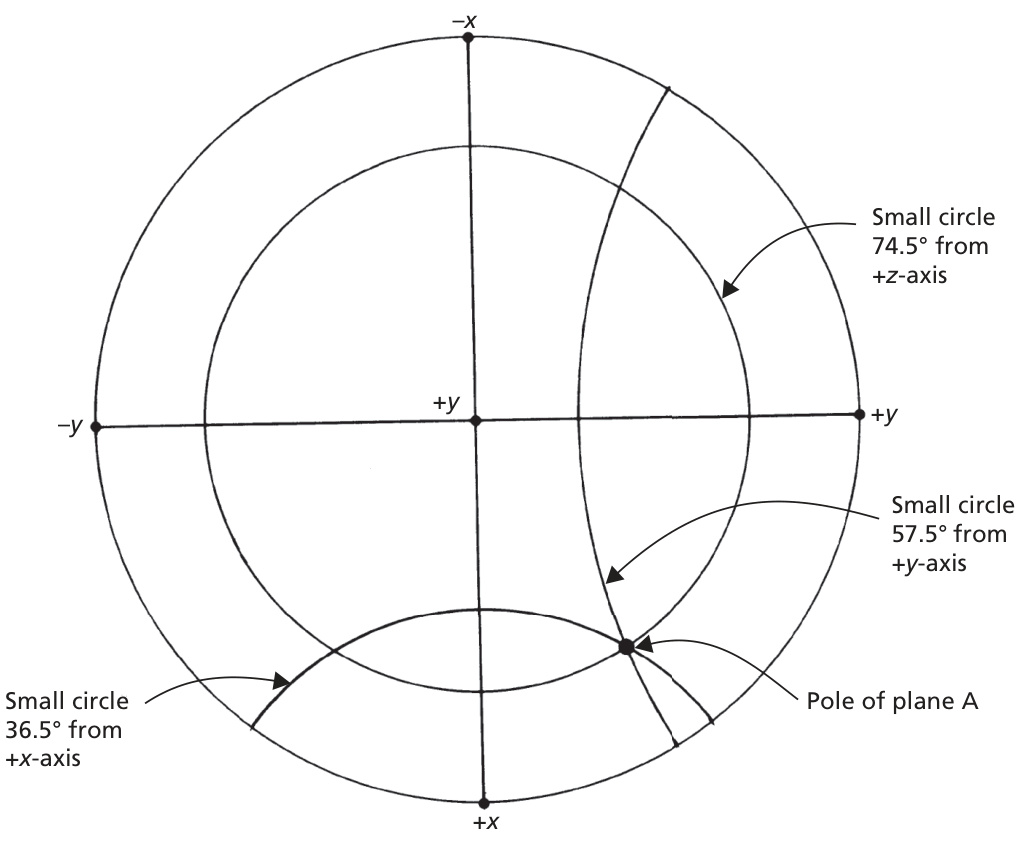 –x
Small circle
74.5° from
+z-axis
+y
–y
+y
Small circle
57.5° from
+y-axis
Small circle
36.5° from
+x-axis
Pole of plane A
+x